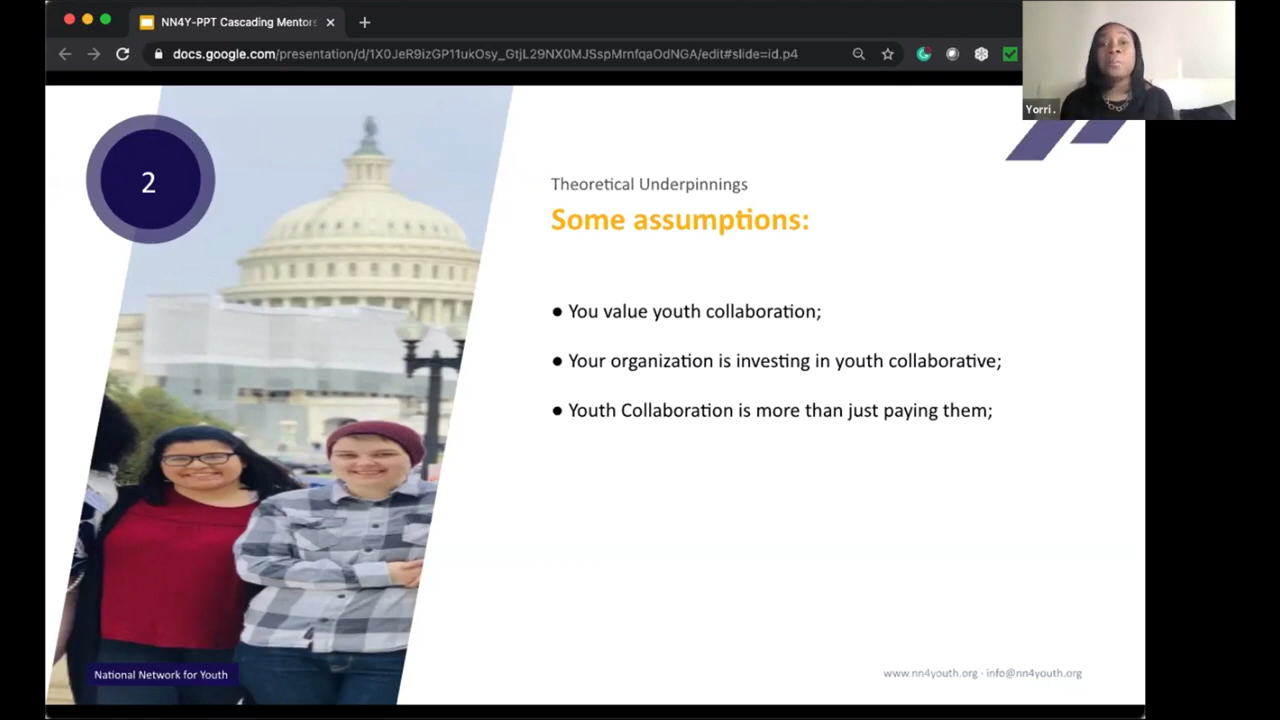 NN4Y-PPT Cascading Mentors
docs.google.com/presentation/d/1X0JeR9izGP11ukOsy_GtjL29NX0MJSspMrnfqaOdNGA/edit#slide=id.p4
Yorri .
2
Theoretical Underpinnings
Some assumptions:
● You value youth collaboration;
● Your organization is investing in youth collaborative;
● Youth Collaboration is more than just paying them;
National Network for Youth
www.nn4youth.org · info@nn4youth.org